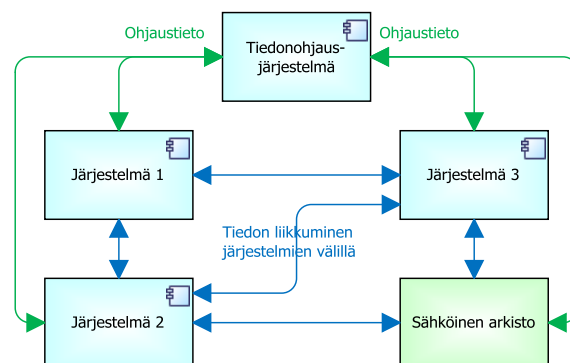 Ohjaustieto
Ohjaustieto
Tiedonohjaus-
järjestelmä
Järjestelmä 1
Järjestelmä 3
Tiedon liikkuminen
järjestelmien välillä
Järjestelmä 2
Sähköinen arkisto